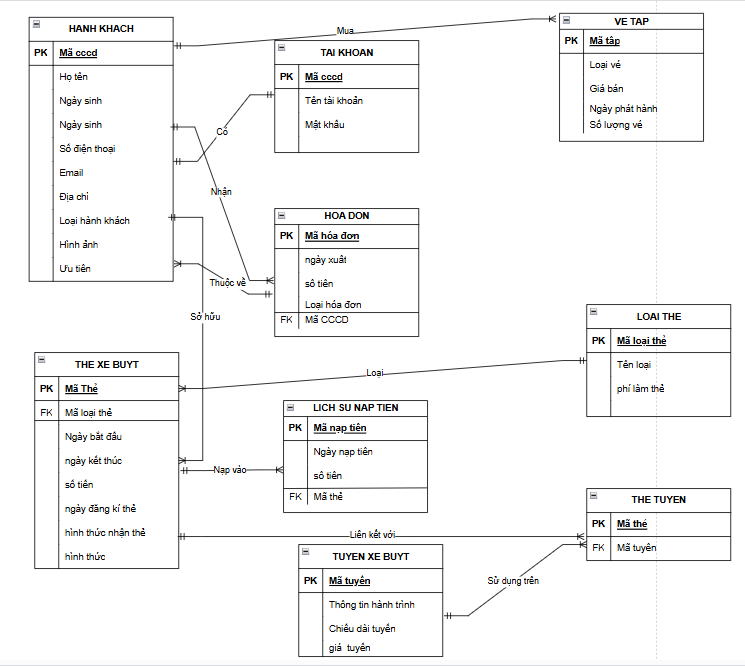 HANH KHACH
PK Mã cccd
Họ tên
Ngày sinh
Ngày sinh
Số điện thoại
Email
Địa chỉ
Loại hành khách
Hình ảnh
Ưu tiên
Mua
VE TAP
PK Mã tâp
Loại vé
Giá bán
Ngày phát hành
Số lượng vé
TAI KHOAN
PK Mã cccd
Tên tài khoản
Mật khẩu
Có
Nhận
HOA DON
PK Mã hóa đơn
ngày xuất
số tiên
Loại hóa đơn
FK Mã CCCD
Thuộc về
Sở hữu
LOAI THE
PK Mã loại thẻ
Tên loại
phí làm thẻ
THE XE BUYT
PK Mã Thẻ
FK Mã loại thẻ
Ngày bắt đầu
ngày kết thúc
số tiên
ngày đăng kí thẻ
hình thức nhận thẻ
hình thức
Loại
LICH SU NAP TIEN
PK Mã nạp tiên
Ngày nạp tiên
số tiên
FK Mã thẻ
Nạp vào
Liên kết với
THE TUYEN
PK Mã thẻ
FK Mã tuyên
TUYEN XE BUYT
PK Mã tuyến
Thông tin hành trình
Chiều dài tuyến
giá tuyến
Sử dụng trên